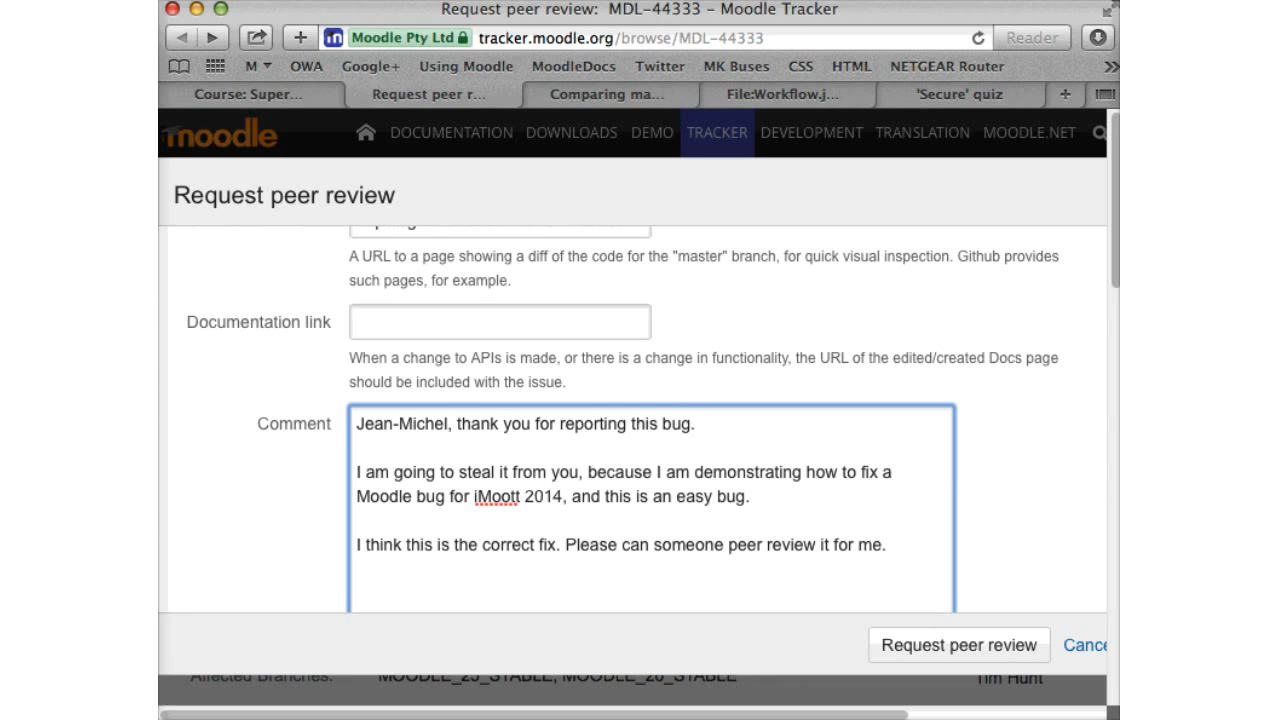 Request peer review: MDL-44333 – Moodle Tracker
Moodle Pty Ltd tracker.moodle.org/browse/MDL-44333 Reader
M OWA Google+ Using Moodle MoodleDocs Twitter MK Buses CSS HTML NETGEAR Router
Course: Super... Request peer r... Comparing ma... File:Workflow.j... 'Secure' quiz
moodle DOCUMENTATION DOWNLOADS DEMO TRACKER DEVELOPMENT TRANSLATION MOODLE.NET
Request peer review
A URL to a page showing a diff of the code for the "master" branch, for quick visual inspection. Github provides
such pages, for example.
Documentation link
When a change to APIs is made, or there is a change in functionality, the URL of the edited/created Docs page
should be included with the issue.
Comment
Jean-Michel, thank you for reporting this bug.
I am going to steal it from you, because I am demonstrating how to fix a
Moodle bug for iMoott 2014, and this is an easy bug.
I think this is the correct fix. Please can someone peer review it for me.
Request peer review Cance
Affected Branches: MOODLE_25_STABLE, MOODLE_26_STABLE Tim Hunt